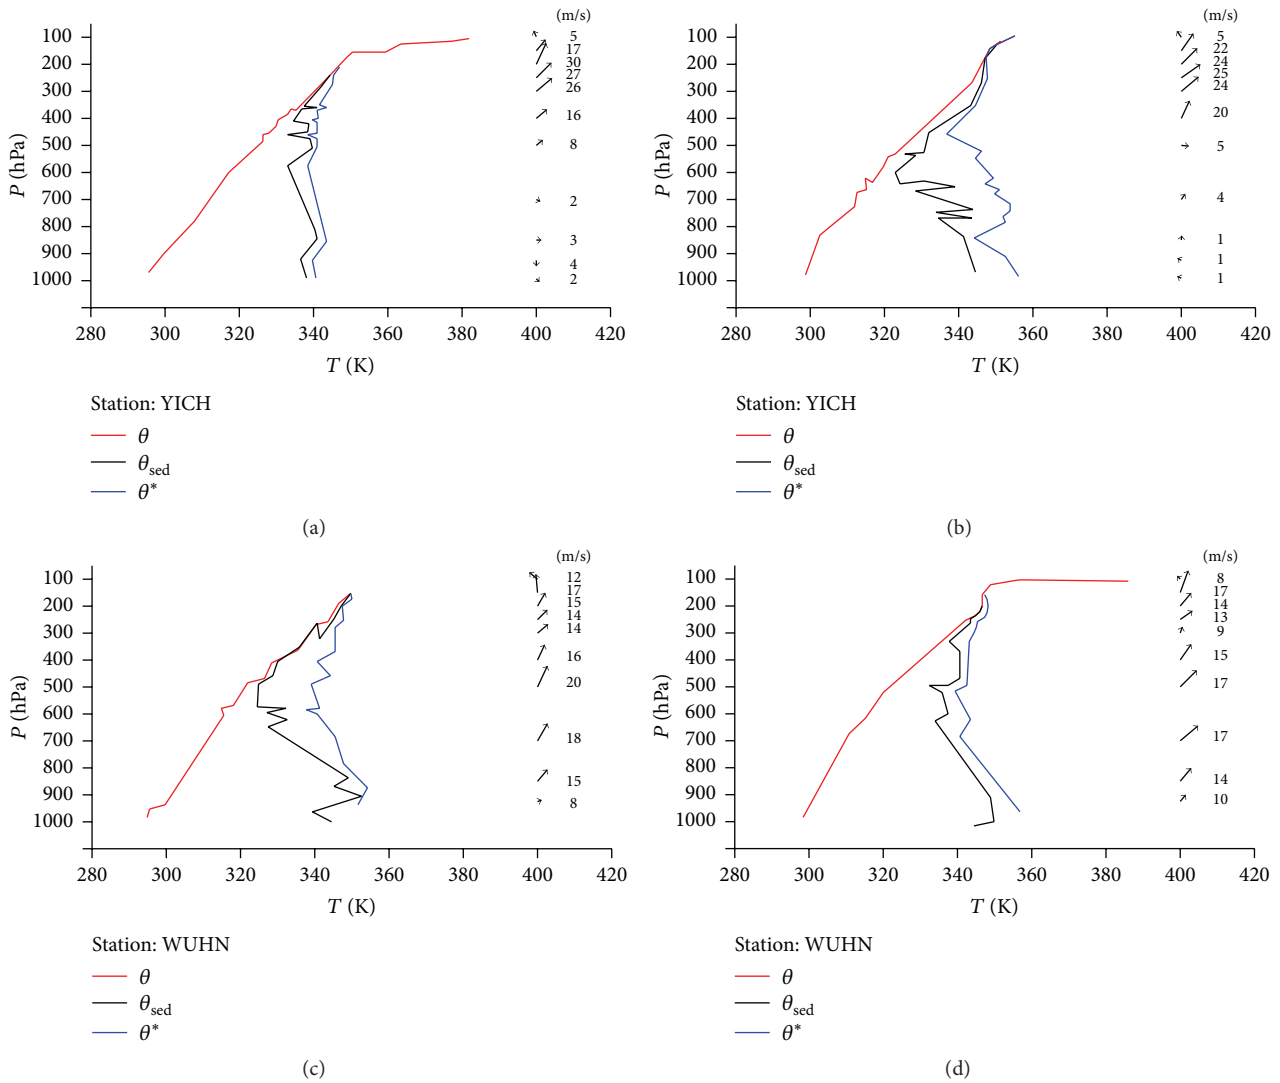 (m/s)
100
200
300
400
500
600
700
800
900
1000
P (hPa)
5
17
30
27
26
16
8
2
3
4
2
280 300 320 340 360 380 400 420
T (K)
Station: YICH
θ
θsed
θ*
(a)
(m/s)
100
200
300
400
500
600
700
800
900
1000
P (hPa)
5
22
24
25
24
20
5
4
1
1
1
280 300 320 340 360 380 400 420
T (K)
Station: YICH
θ
θsed
θ*
(b)
(m/s)
100
200
300
400
500
600
700
800
900
1000
P (hPa)
12
17
15
14
14
16
20
18
15
8
280 300 320 340 360 380 400 420
T (K)
Station: WUHN
θ
θsed
θ*
(c)
(m/s)
100
200
300
400
500
600
700
800
900
1000
P (hPa)
8
17
14
13
9
15
17
17
14
10
280 300 320 340 360 380 400 420
T (K)
Station: WUHN
θ
θsed
θ*
(d)